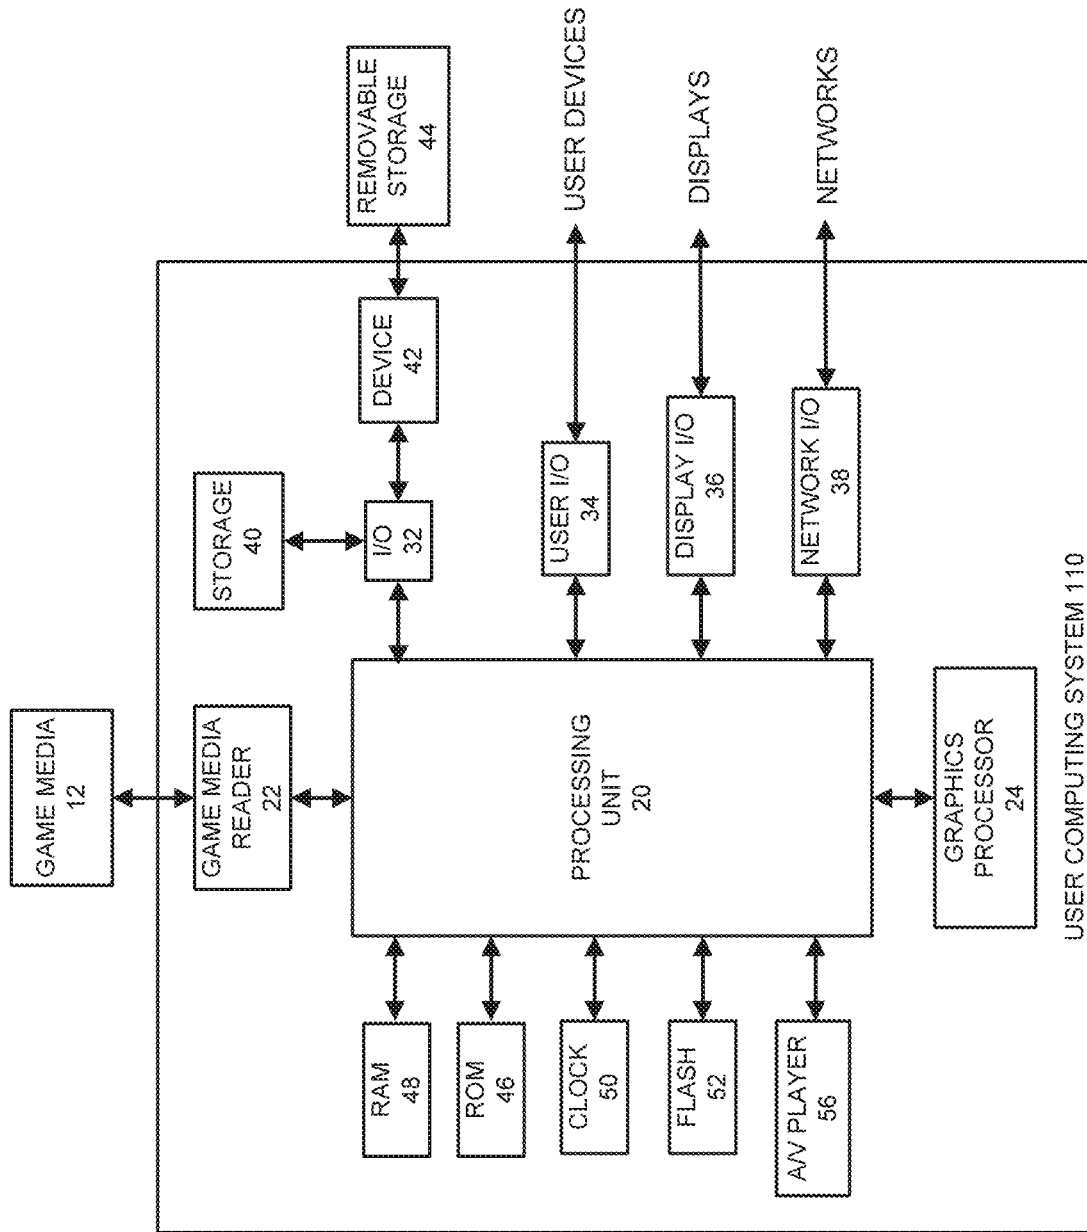 GAME MEDIA
12
GAME MEDIA
READER
22
STORAGE
40
I/O
32
DEVICE
42
REMOVABLE
STORAGE
44
RAM
48
ROM
46
CLOCK
50
FLASH
52
A/V PLAYER
56
PROCESSING
UNIT
20
USER I/O
34
USER DEVICES
DISPLAY I/O
36
DISPLAYS
NETWORK I/O
38
NETWORKS
GRAPHICS
PROCESSOR
24
USER COMPUTING SYSTEM 110